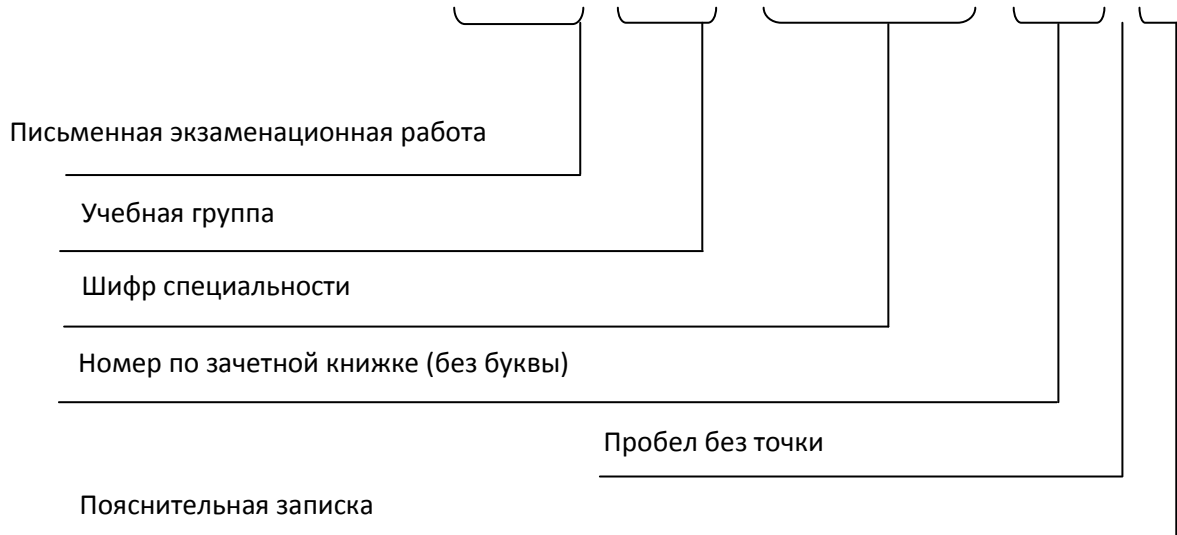 Письменная экзаменационная работа
Учебная группа
Шифр специальности
Номер по зачетной книжке (без буквы)
Пробел без точки
Пояснительная записка